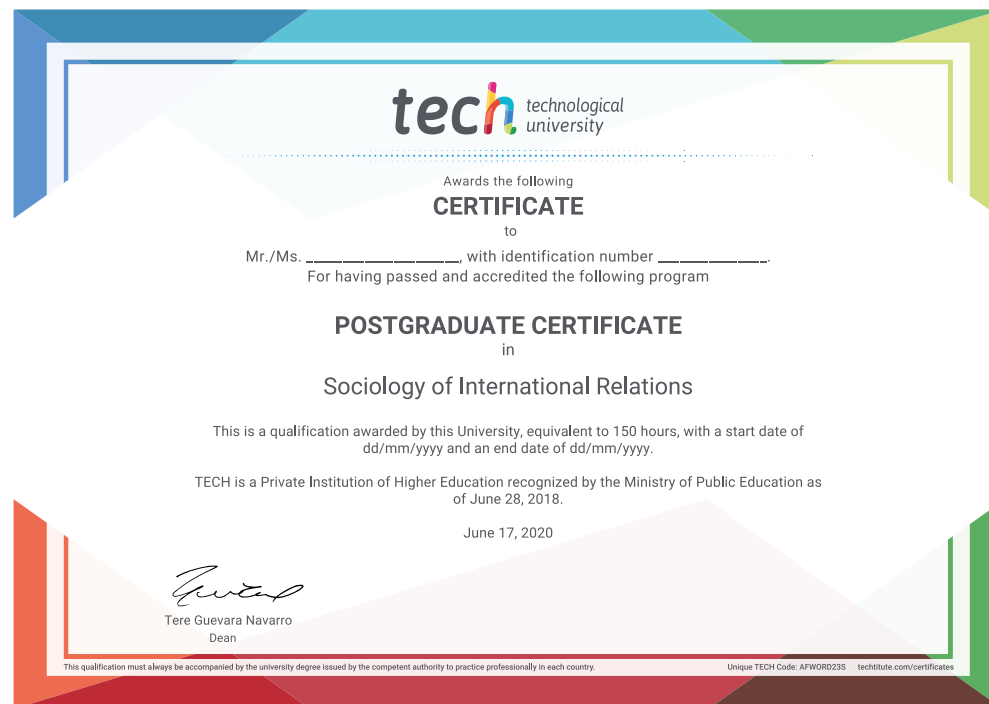 tech technological
university
Awards the following
CERTIFICATE
to
Mr./Ms. ____________________, with identification number ______________.
For having passed and accredited the following program
POSTGRADUATE CERTIFICATE
in
Sociology of International Relations
This is a qualification awarded by this University, equivalent to 150 hours, with a start date of
dd/mm/yyyy and an end date of dd/mm/yyyy.
TECH is a Private Institution of Higher Education recognized by the Ministry of Public Education as
of June 28, 2018.
June 17, 2020
Tere Guevara Navarro
Dean
This qualification must always be accompanied by the university degree issued by the competent authority to practice professionally in each country.
Unique TECH Code: AFWORD23S techtitute.com/certificates